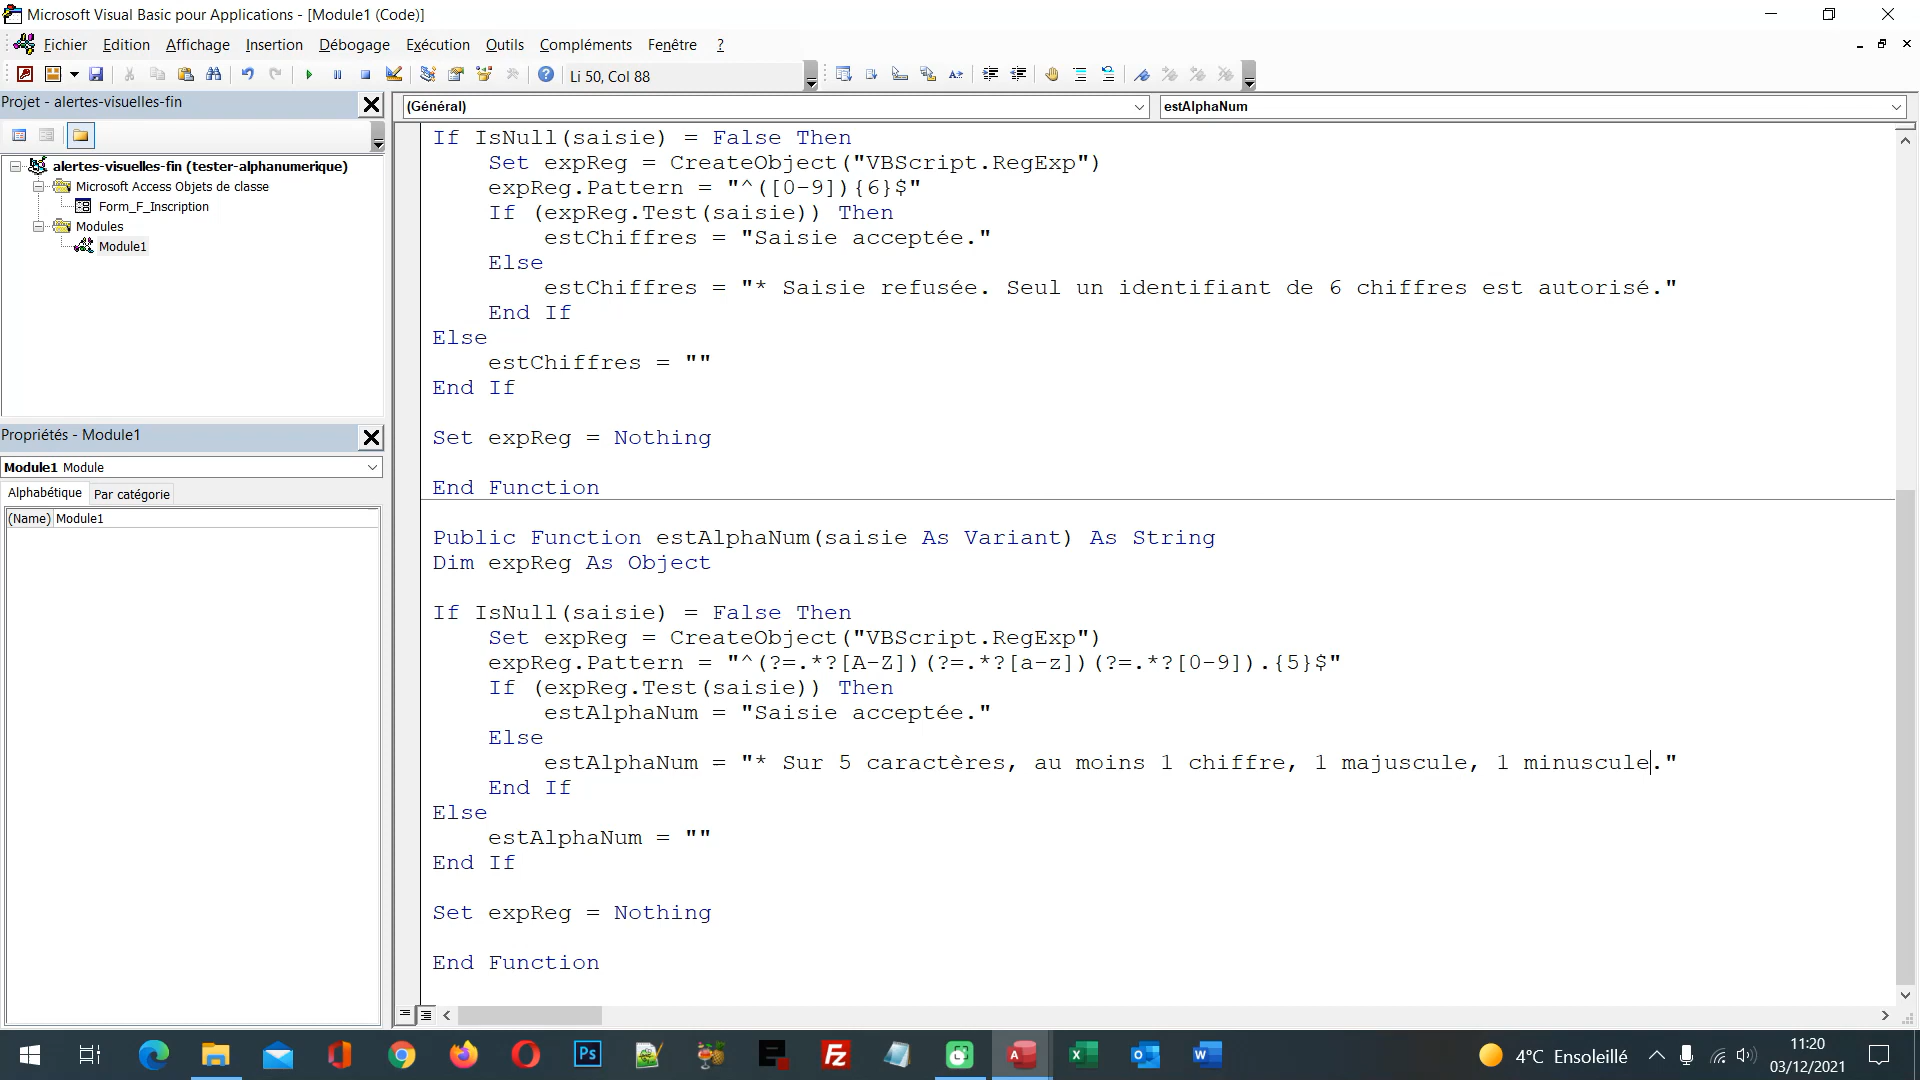 Microsoft Visual Basic pour Applications - [Module1 (Code)]
Fichier Edition Affichage Insertion Débogage Exécution Outils Compléments Fenêtre ?
Li 50, Col 88
Projet - alertes-visuelles-fin
alertes-visuelles-fin (tester-alphanumerique)
Microsoft Access Objets de classe
Form_F_Inscription
Modules
Module1
Propriétés - Module1
Module1 Module
Alphabétique Par catégorie
(Name) Module1
(Général) estAlphaNum
If IsNull(saisie) = False Then
    Set expReg = CreateObject("VBScript.RegExp")
    expReg.Pattern = "^([0-9]){6}$"
    If (expReg.Test(saisie)) Then
        estChiffres = "Saisie acceptée."
    Else
        estChiffres = "* Saisie refusée. Seul un identifiant de 6 chiffres est autorisé."
    End If
Else
    estChiffres = ""
End If
Set expReg = Nothing
End Function
Public Function estAlphaNum(saisie As Variant) As String
Dim expReg As Object
If IsNull(saisie) = False Then
    Set expReg = CreateObject("VBScript.RegExp")
    expReg.Pattern = "^(?=.*?[A-Z])(?=.*?[a-z])(?=.*?[0-9]).{5}$"
    If (expReg.Test(saisie)) Then
        estAlphaNum = "Saisie acceptée."
    Else
        estAlphaNum = "* Sur 5 caractères, au moins 1 chiffre, 1 majuscule, 1 minuscule."
    End If
Else
    estAlphaNum = ""
End If
Set expReg = Nothing
End Function
Ps
Fz
4°C Ensoleillé
11:20
03/12/2021